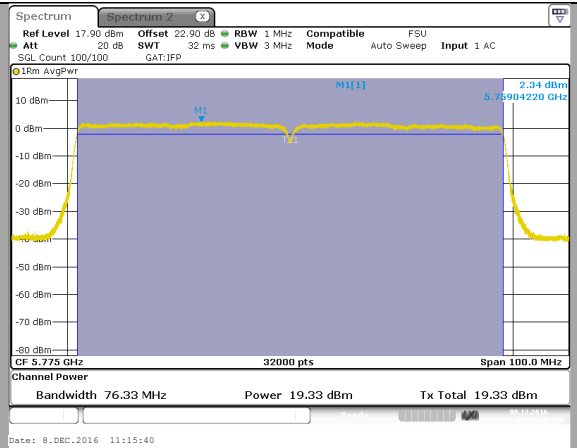 Spectrum Spectrum 2
Ref Level 17.90 dBm Offset 22.90 dB RBW 1 MHz Compatible FSU
Att 20 dB SWT 32 ms VBW 3 MHz Mode Auto Sweep Input 1 AC
SGL Count 100/100 GAT:IFP
1Rm AvgPwr
M1[1] 2.34 dBm
5.75904220 GHz
10 dBm
M1
0 dBm
-10 dBm
-20 dBm
-30 dBm
-40 dBm
-50 dBm
-60 dBm
-70 dBm
-80 dBm
CF 5.775 GHz 32000 pts Span 100.0 MHz
Channel Power
Bandwidth 76.33 MHz Power 19.33 dBm Tx Total 19.33 dBm
Ready 08.12.2016
Date: 8.DEC.2016 11:15:40